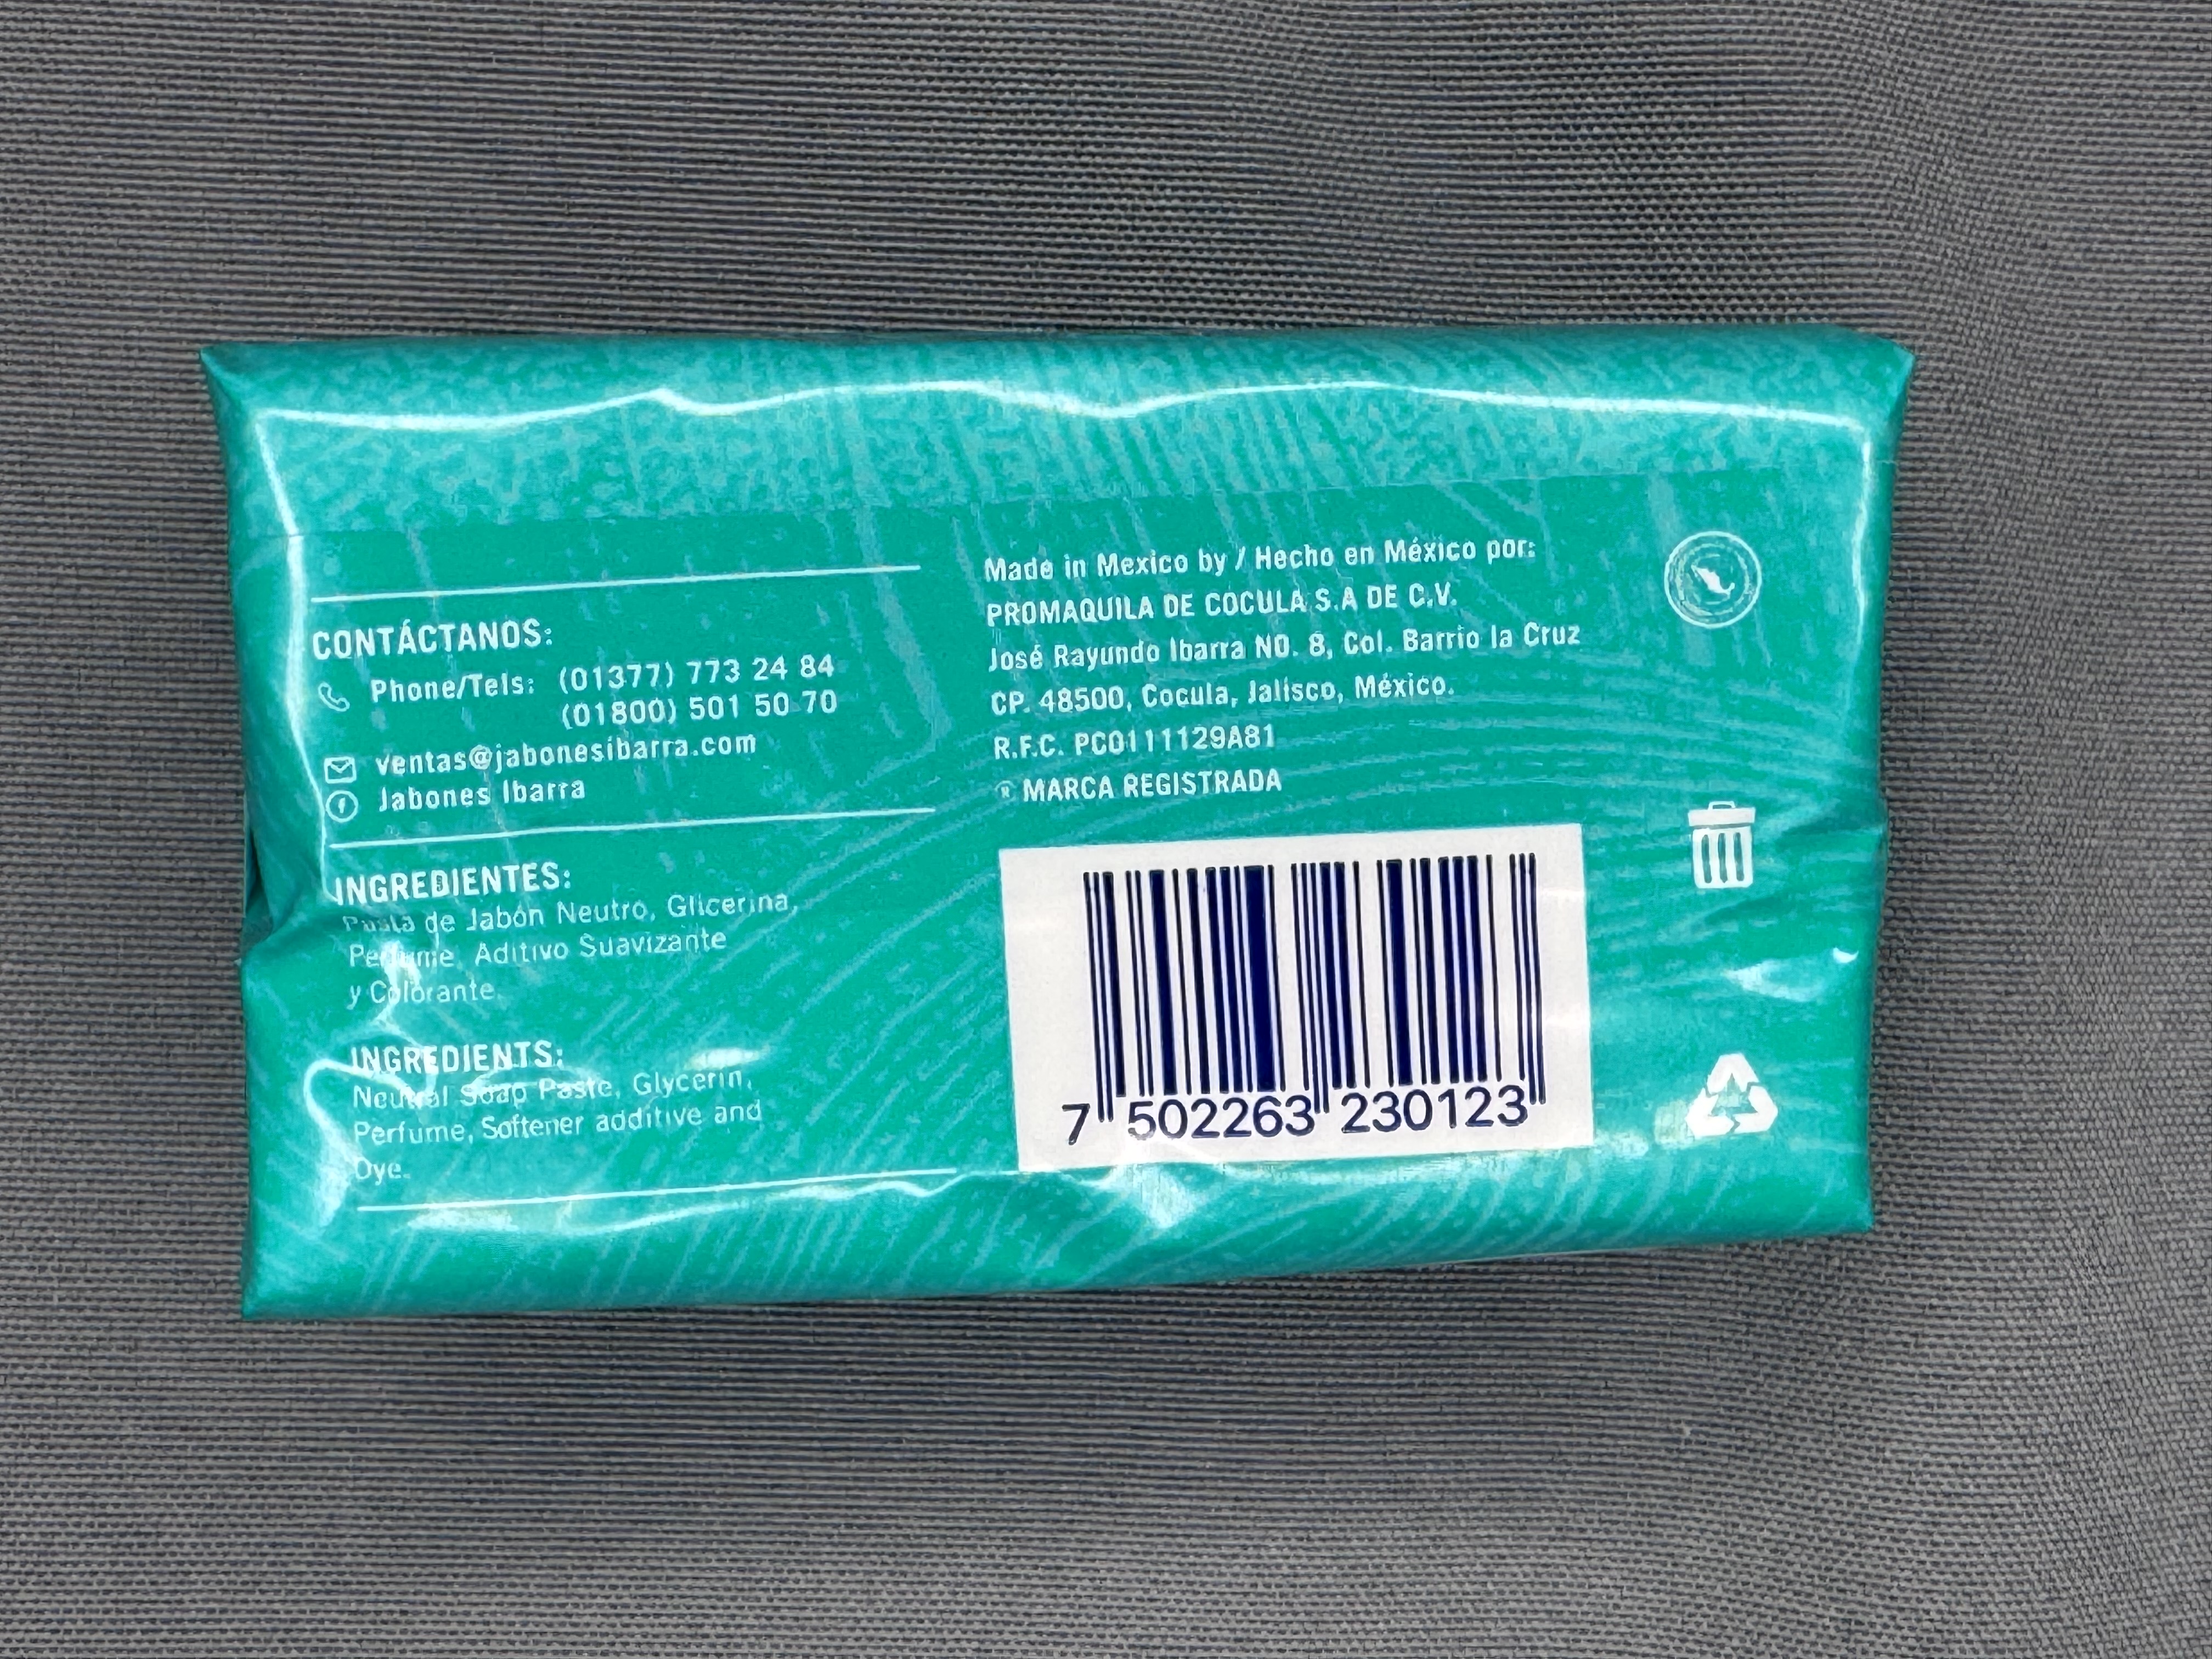 CONTÁCTANOS:
Phone/Tels: (01377) 773 24 84
(01800) 501 50 70
ventas@jabonesibarra.com
Jabones Ibarra
INGREDIENTES:
Pasta de Jabón Neutro, Glicerina,
Perfume, Aditivo Suavizante
y Colorante.
INGREDIENTS:
Neutral Soap Paste, Glycerin,
Perfume, Softener additive and
Dye.
Made in Mexico by / Hecho en México por:
PROMAQUILA DE COCULA S.A DE C.V.
José Rayundo Ibarra NO. 8, Col. Barrio la Cruz
CP. 48500, Cocula, Jalisco, México.
R.F.C. PCO111129A81
® MARCA REGISTRADA
7 502263 230123